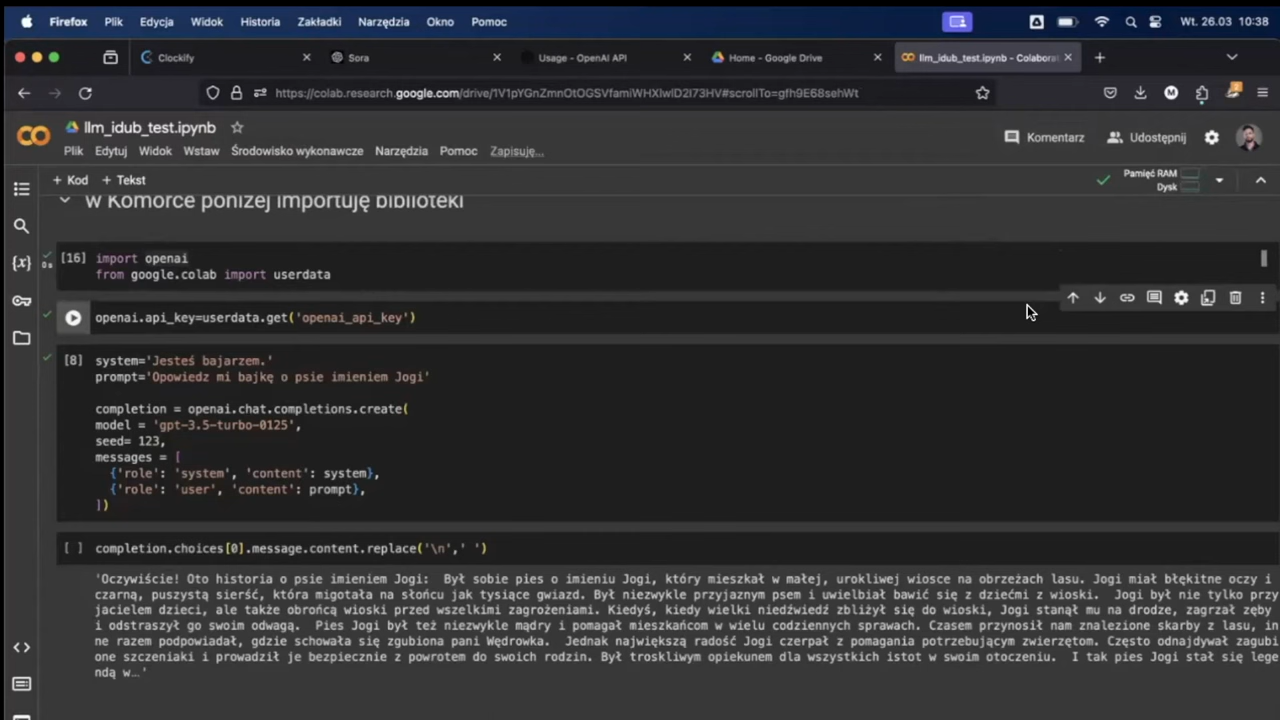 Firefox Plik Edycja Widok Historia Zakładki Narzędzia Okno Pomoc Wt. 26.03 10:38
Clockify Sora Usage - OpenAI API Home - Google Drive llm_idub_test.ipynb - Colabora
https://colab.research.google.com/drive/1V1pYGnZmnOtOGSVfamiWHXIwlD2I73HV#scrollTo=gfh9E68sehWt
llm_idub_test.ipynb
Komentarz Udostępnij
Plik Edytuj Widok Wstaw Środowisko wykonawcze Narzędzia Pomoc Zapisuję...
+ Kod + Tekst Pamięć RAM
Dysk
w Komórce poniżej importuję biblioteki
[16] import openai
0 s
from google.colab import userdata
openai.api_key=userdata.get('openai_api_key')
[8] system='Jesteś bajarzem.'
prompt='Opowiedz mi bajkę o psie imieniem Jogi'
completion = openai.chat.completions.create(
model = 'gpt-3.5-turbo-0125',
seed= 123,
messages = [
{'role': 'system', 'content': system},
{'role': 'user', 'content': prompt},
])
[ ] completion.choices[0].message.content.replace('\n',' ')
'Oczywiście! Oto historia o psie imieniem Jogi:  Był sobie pies o imieniu Jogi, który mieszkał w małej, urokliwej wiosce na obrzeżach lasu. Jogi miał błękitne oczy i
czarną, puszystą sierść, która migotała na słońcu jak tysiące gwiazd. Był niezwykle przyjaznym psem i uwielbiał bawić się z dziećmi z wioski.  Jogi był nie tylko przy
jacielem dzieci, ale także obrońcą wioski przed wszelkimi zagrożeniami. Kiedyś, kiedy wielki niedźwiedź zbliżył się do wioski, Jogi stanął mu na drodze, zagrzał zęby
i odstraszył go swoim odwagą.  Pies Jogi był też niezwykle mądry i pomagał mieszkańcom w wielu codziennych sprawach. Czasem przynosił nam znalezione skarby z lasu, in
ne razem podpowiadał, gdzie schowała się zgubiona pani Wędrowka.  Jednak największą radość Jogi czerpał z pomagania potrzebującym zwierzętom. Często odnajdywał zagubi
one szczeniaki i prowadził je bezpiecznie z powrotem do swoich rodzin. Był troskliwym opiekunem dla wszystkich istot w swoim otoczeniu.  I tak pies Jogi stał się lege
ndą w…'